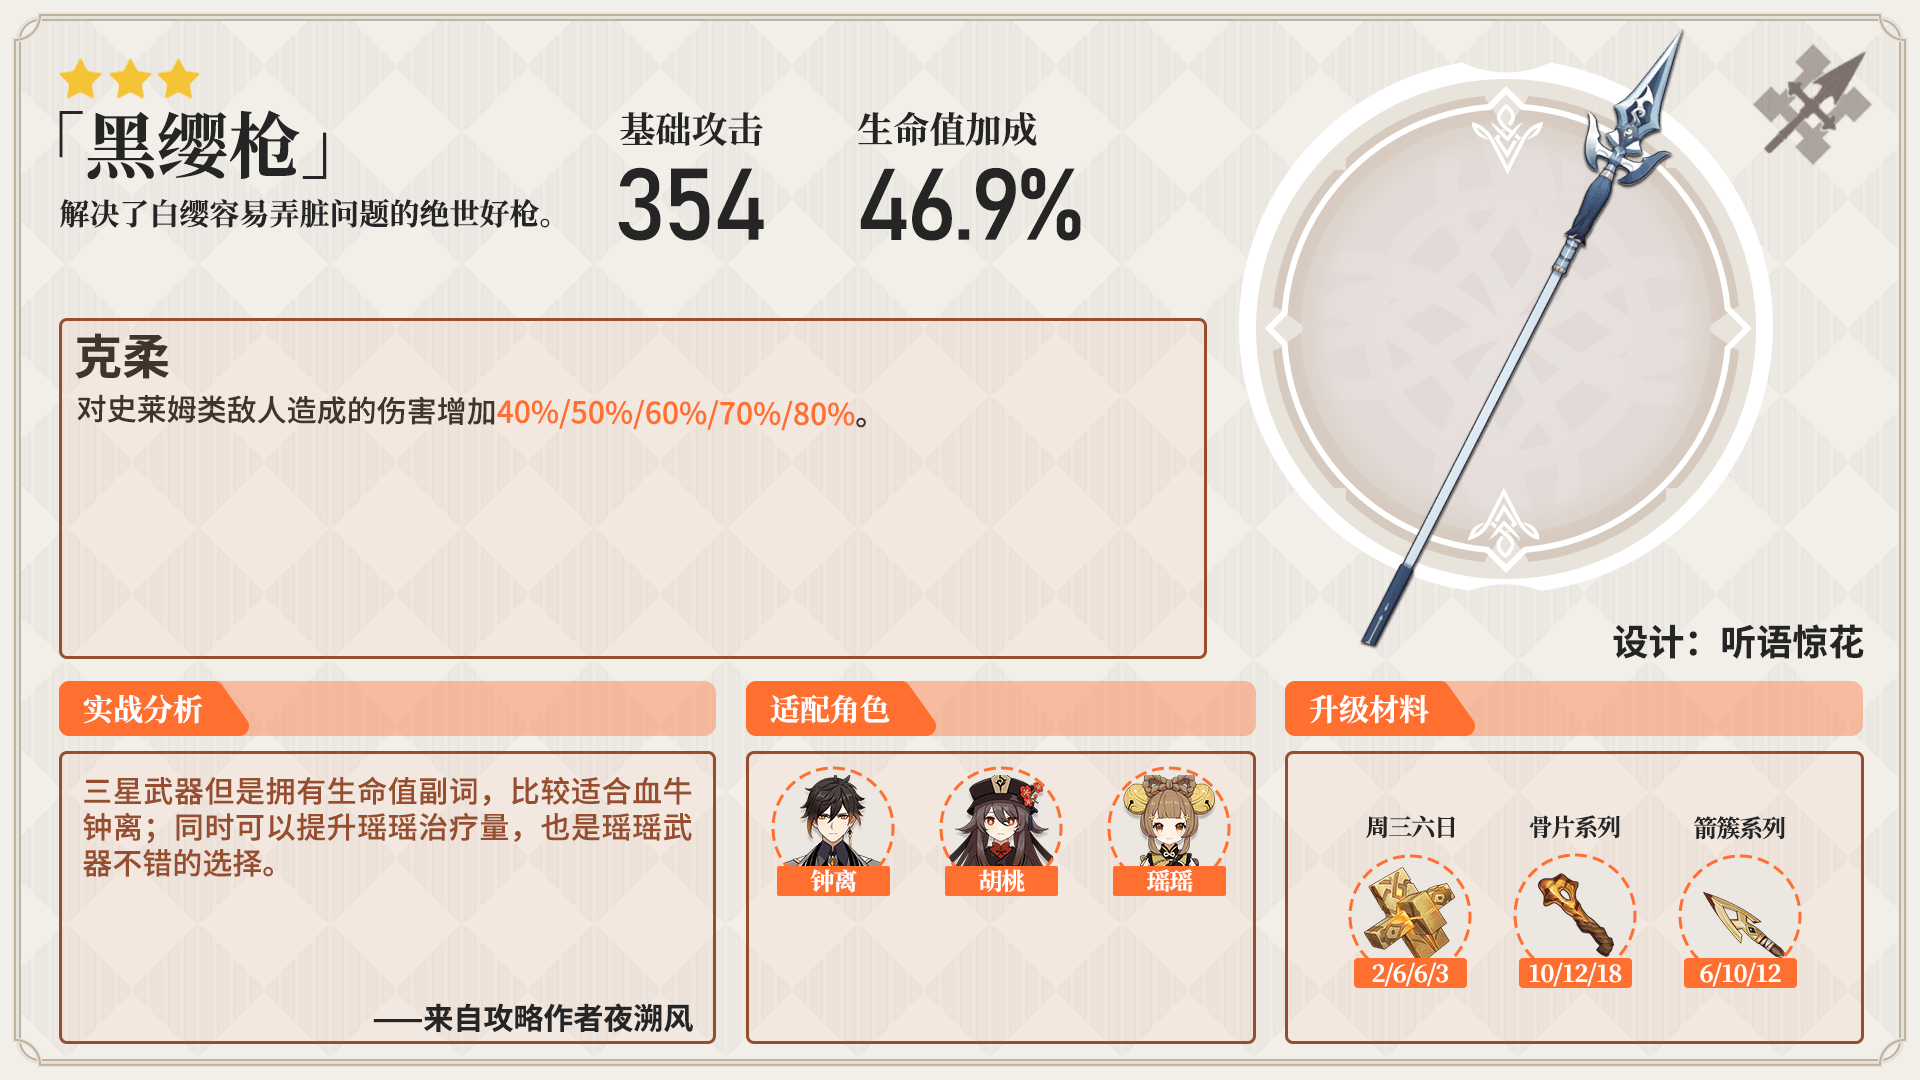 「黑缨枪」
解决了白缨容易弄脏问题的绝世好枪。
基础攻击
354
生命值加成
46.9%
克柔
对史莱姆类敌人造成的伤害增加40%/50%/60%/70%/80%。
设计：听语惊花
实战分析
三星武器但是拥有生命值副词，比较适合血牛
钟离；同时可以提升瑶瑶治疗量，也是瑶瑶武
器不错的选择。
——来自攻略作者夜溯风
适配角色
钟离
胡桃
瑶瑶
升级材料
周三六日
骨片系列
箭簇系列
2/6/6/3
10/12/18
6/10/12